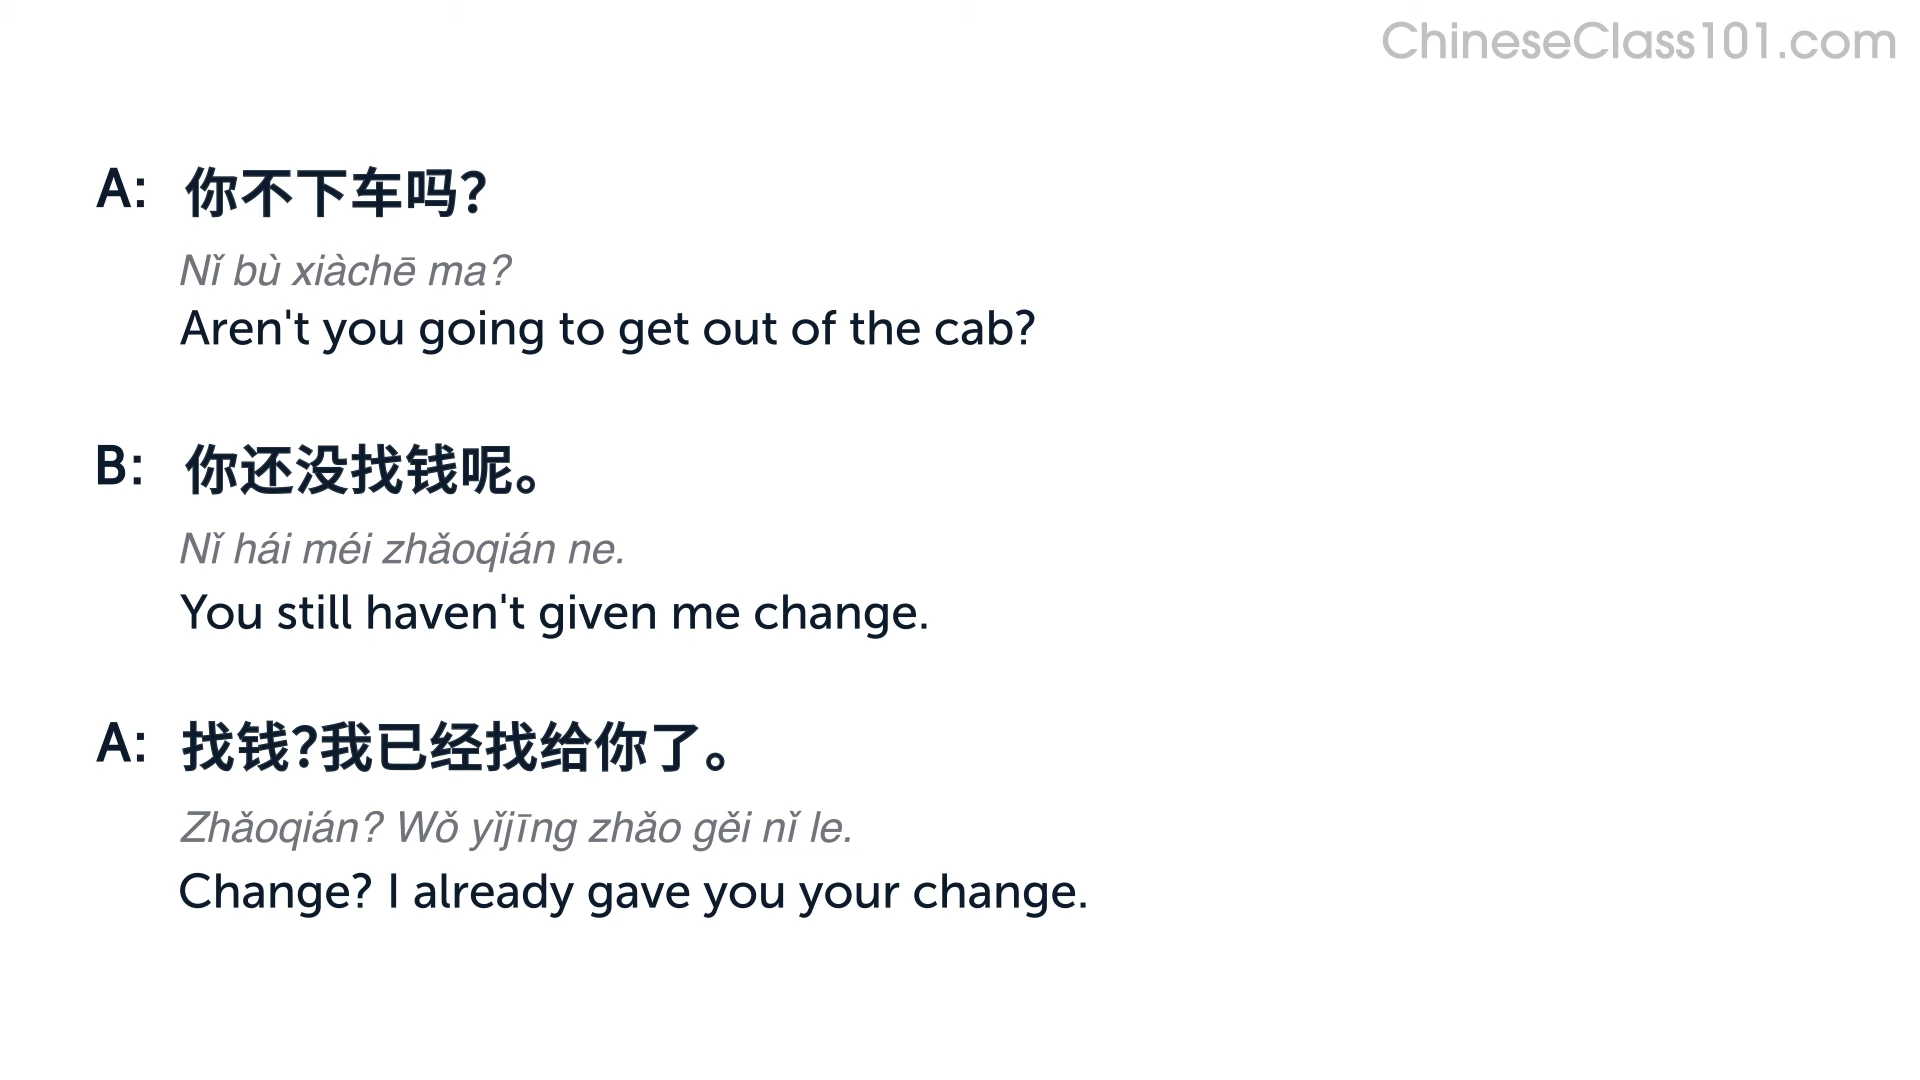 ChineseClass101.com
A: 你不下车吗?
Nǐ bù xiàchē ma?
Aren't you going to get out of the cab?
B: 你还没找钱呢。
Nǐ hái méi zhǎoqián ne.
You still haven't given me change.
A: 找钱?我已经找给你了。
Zhǎoqián? Wǒ yǐjīng zhǎo gěi nǐ le.
Change? I already gave you your change.